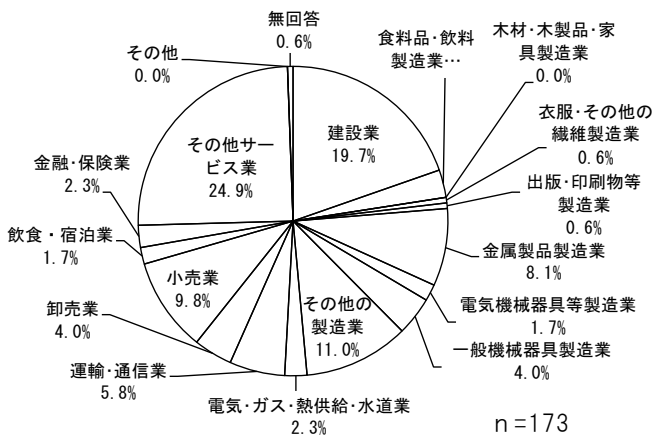 無回答
0.6%
その他
0.0%
食料品・飲料
製造業…
木材・木製品・家
具製造業
0.0%
建設業
19.7%
衣服・その他の
繊維製造業
0.6%
出版・印刷物等
製造業
0.6%
金属製品製造業
8.1%
電気機械器具等製造業
1.7%
一般機械器具製造業
4.0%
その他の
製造業
11.0%
電気・ガス・熱供給・水道業
2.3%
運輸・通信業
5.8%
卸売業
4.0%
小売業
9.8%
飲食・宿泊業
1.7%
金融・保険業
2.3%
その他サー
ビス業
24.9%
n=173